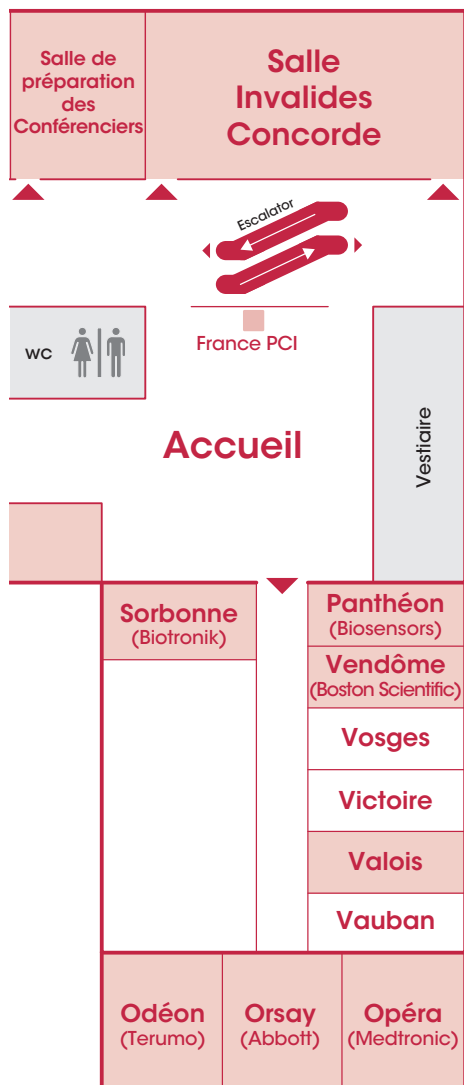 Salle de
préparation
des
Conférenciers
Salle
Invalides
Concorde
Escalator
WC
France PCI
Accueil
Vestiaire
Sorbonne
(Biotronik)
Panthéon
(Biosensors)
Vendôme
(Boston Scientific)
Vosges
Victoire
Valois
Vauban
Odéon
(Terumo)
Orsay
(Abbott)
Opéra
(Medtronic)